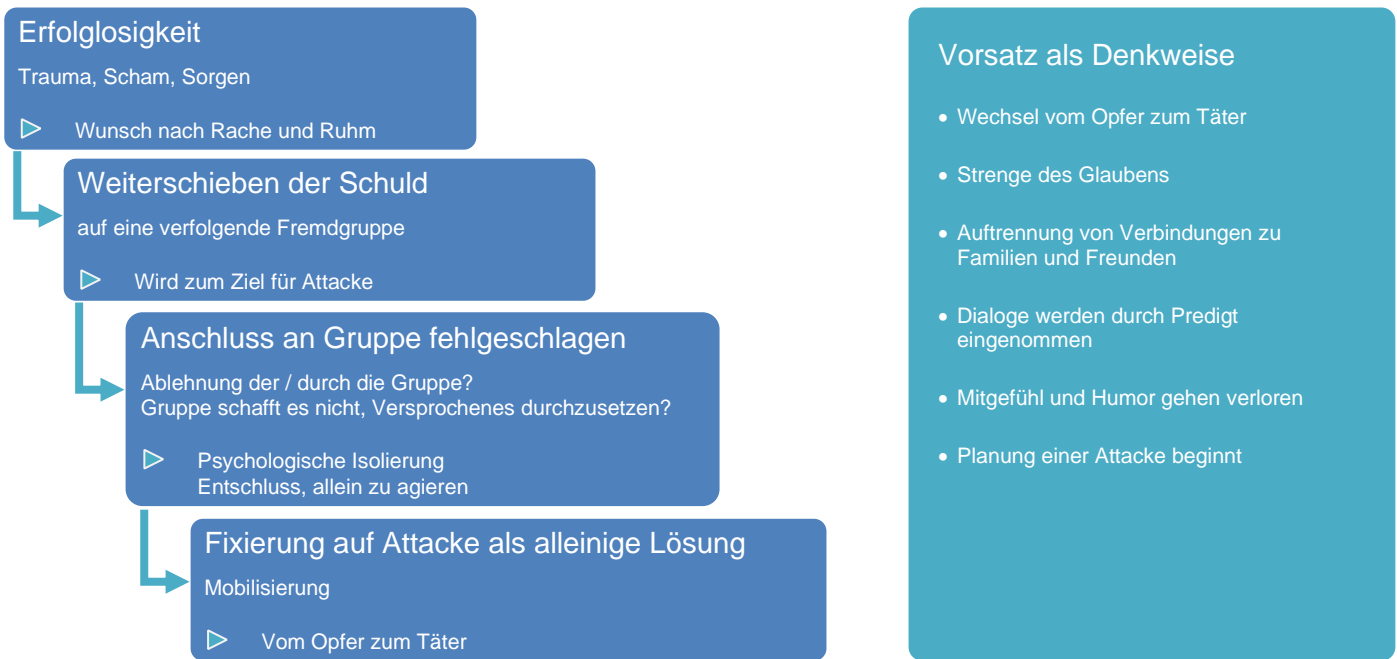 Erfolglosigkeit
Trauma, Scham, Sorgen
Wunsch nach Rache und Ruhm
Weiterschieben der Schuld
auf eine verfolgende Fremdgruppe
Wird zum Ziel für Attacke
Anschluss an Gruppe fehlgeschlagen
Ablehnung der / durch die Gruppe?
Gruppe schafft es nicht, Versprochenes durchzusetzen?
Psychologische Isolierung
Entschluss, allein zu agieren
Fixierung auf Attacke als alleinige Lösung
Mobilisierung
Vom Opfer zum Täter
Vorsatz als Denkweise
• Wechsel vom Opfer zum Täter
• Strenge des Glaubens
• Auftrennung von Verbindungen zu
Familien und Freunden
• Dialoge werden durch Predigt
eingenommen
• Mitgefühl und Humor gehen verloren
• Planung einer Attacke beginnt